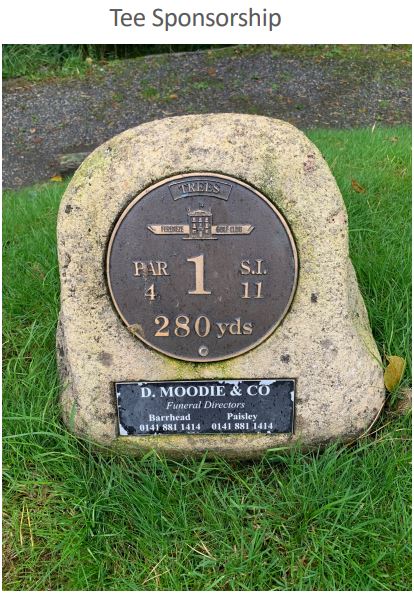 Tee Sponsorship
TREES
FERENEZE GOLF CLUB
PAR 1 S.I.
4 11
280 yds
D. MOODIE & CO
Funeral Directors
Barrhead Paisley
0141 881 1414 0141 881 1414